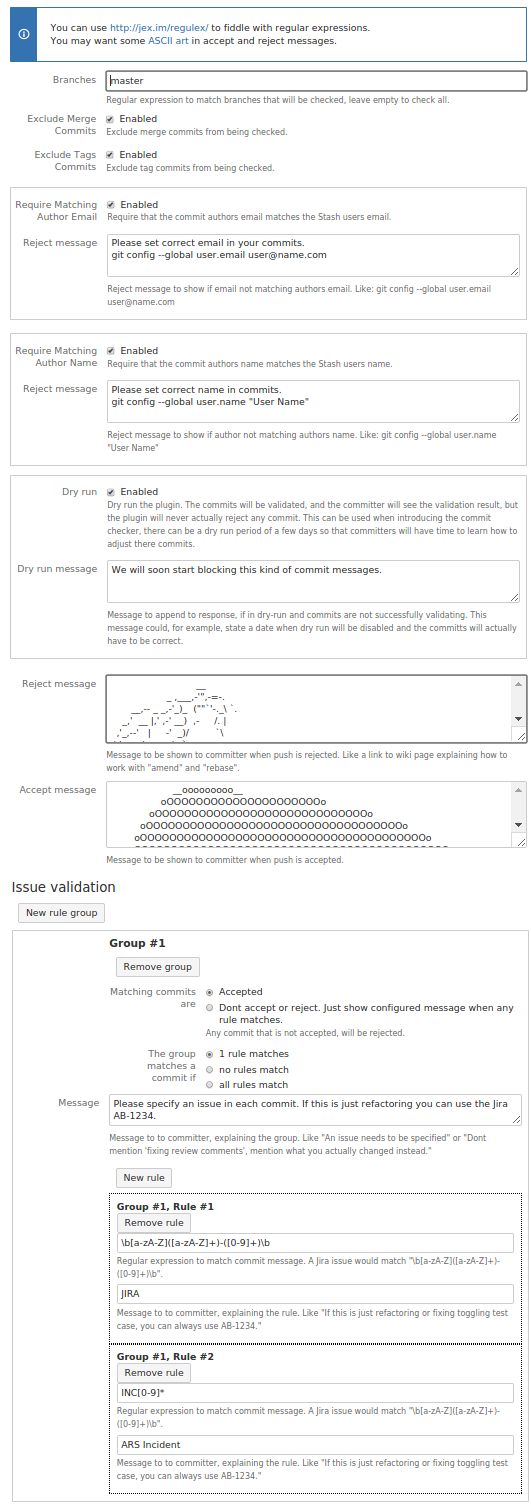 You can use http://jex.im/regulex/ to fiddle with regular expressions.
You may want some ASCII art in accept and reject messages.
Branches
master
Regular expression to match branches that will be checked, leave empty to check all.
Exclude Merge
Commits
Enabled
Exclude merge commits from being checked.
Exclude Tags
Commits
Enabled
Exclude tag commits from being checked.
Require Matching
Author Email
Enabled
Require that the commit authors email matches the Stash users email.
Reject message
Please set correct email in your commits.
git config --global user.email user@name.com
Reject message to show if email not matching authors email. Like: git config --global user.email
user@name.com
Require Matching
Author Name
Enabled
Require that the commit authors name matches the Stash users name.
Reject message
Please set correct name in commits.
git config --global user.name "User Name"
Reject message to show if author not matching authors name. Like: git config --global user.name
"User Name"
Dry run
Enabled
Dry run the plugin. The commits will be validated, and the committer will see the validation result, but
the plugin will never actually reject any commit. This can be used when introducing the commit
checker, there can be a dry run period of a few days so that committers will have time to learn how to
adjust there commits.
Dry run message
We will soon start blocking this kind of commit messages.
Message to append to response, if in dry-run and commits are not successfully validating. This
message could, for example, state a date when dry run will be disabled and the committs will actually
have to be correct.
Reject message
Message to be shown to committer when push is rejected. Like a link to wiki page explaining how to
work with "amend" and "rebase".
Accept message
Message to be shown to committer when push is accepted.
Issue validation
New rule group
Group #1
Remove group
Matching commits
are
Accepted
Dont accept or reject. Just show configured message when any
rule matches.
Any commit that is not accepted, will be rejected.
The group
matches a
commit if
1 rule matches
no rules match
all rules match
Message
Please specify an issue in each commit. If this is just refactoring you can use the Jira
AB-1234.
Message to to committer, explaining the group. Like "An issue needs to be specified" or "Dont
mention 'fixing review comments', mention what you actually changed instead."
New rule
Group #1, Rule #1
Remove rule
\b[a-zA-Z]([a-zA-Z]+)-([0-9]+)\b
Regular expression to match commit message. A Jira issue would match "\b[a-zA-Z]([a-zA-Z]+)-
([0-9]+)\b".
JIRA
Message to to committer, explaining the rule. Like "If this is just refactoring or fixing toggling test
case, you can always use AB-1234."
Group #1, Rule #2
Remove rule
INC[0-9]*
Regular expression to match commit message. A Jira issue would match "\b[a-zA-Z]([a-zA-Z]+)-
([0-9]+)\b".
ARS Incident
Message to to committer, explaining the rule. Like "If this is just refactoring or fixing toggling test
case, you can always use AB-1234."